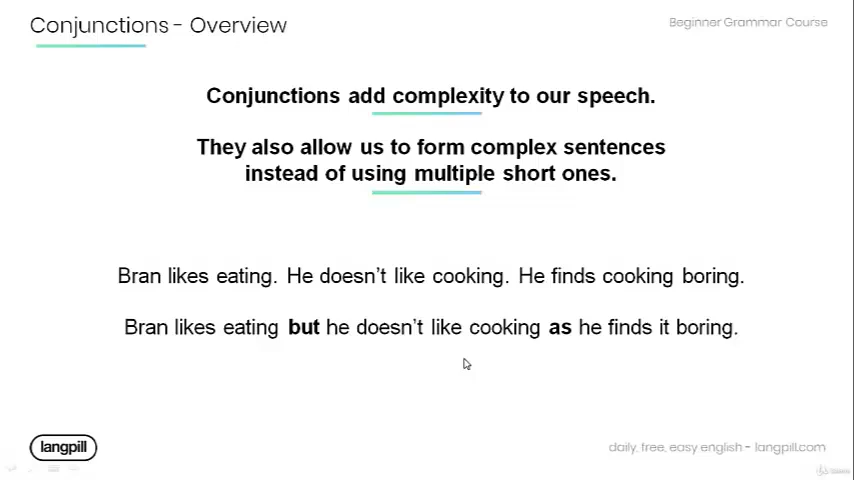 Conjunctions - Overview
Beginner Grammar Course
Conjunctions add complexity to our speech.
They also allow us to form complex sentences
instead of using multiple short ones.
Bran likes eating. He doesn't like cooking. He finds cooking boring.
Bran likes eating but he doesn't like cooking as he finds it boring.
langpill
daily, free, easy english - langpill.com